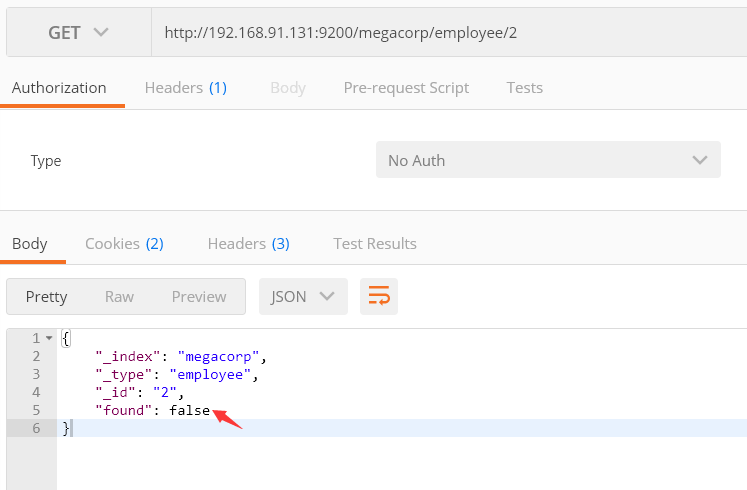 GET http://192.168.91.131:9200/megacorp/employee/2
Authorization Headers (1) Body Pre-request Script Tests
Type No Auth
Body Cookies (2) Headers (3) Test Results
Pretty Raw Preview JSON
1 {
2 "_index": "megacorp",
3 "_type": "employee",
4 "_id": "2",
5 "found": false
6 }